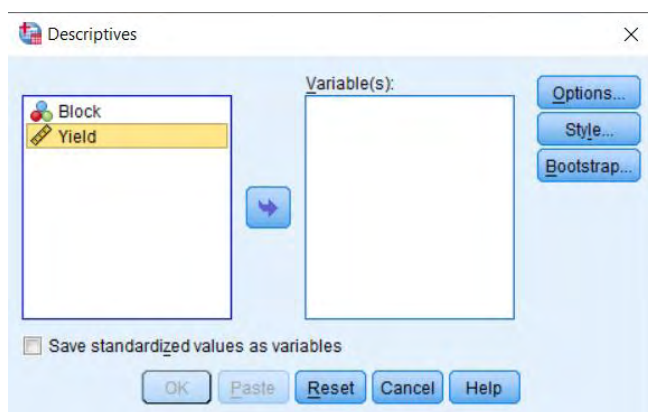 Descriptives
Variable(s):
Block
Yield
Options...
Style...
Bootstrap...
Save standardized values as variables
OK Paste Reset Cancel Help